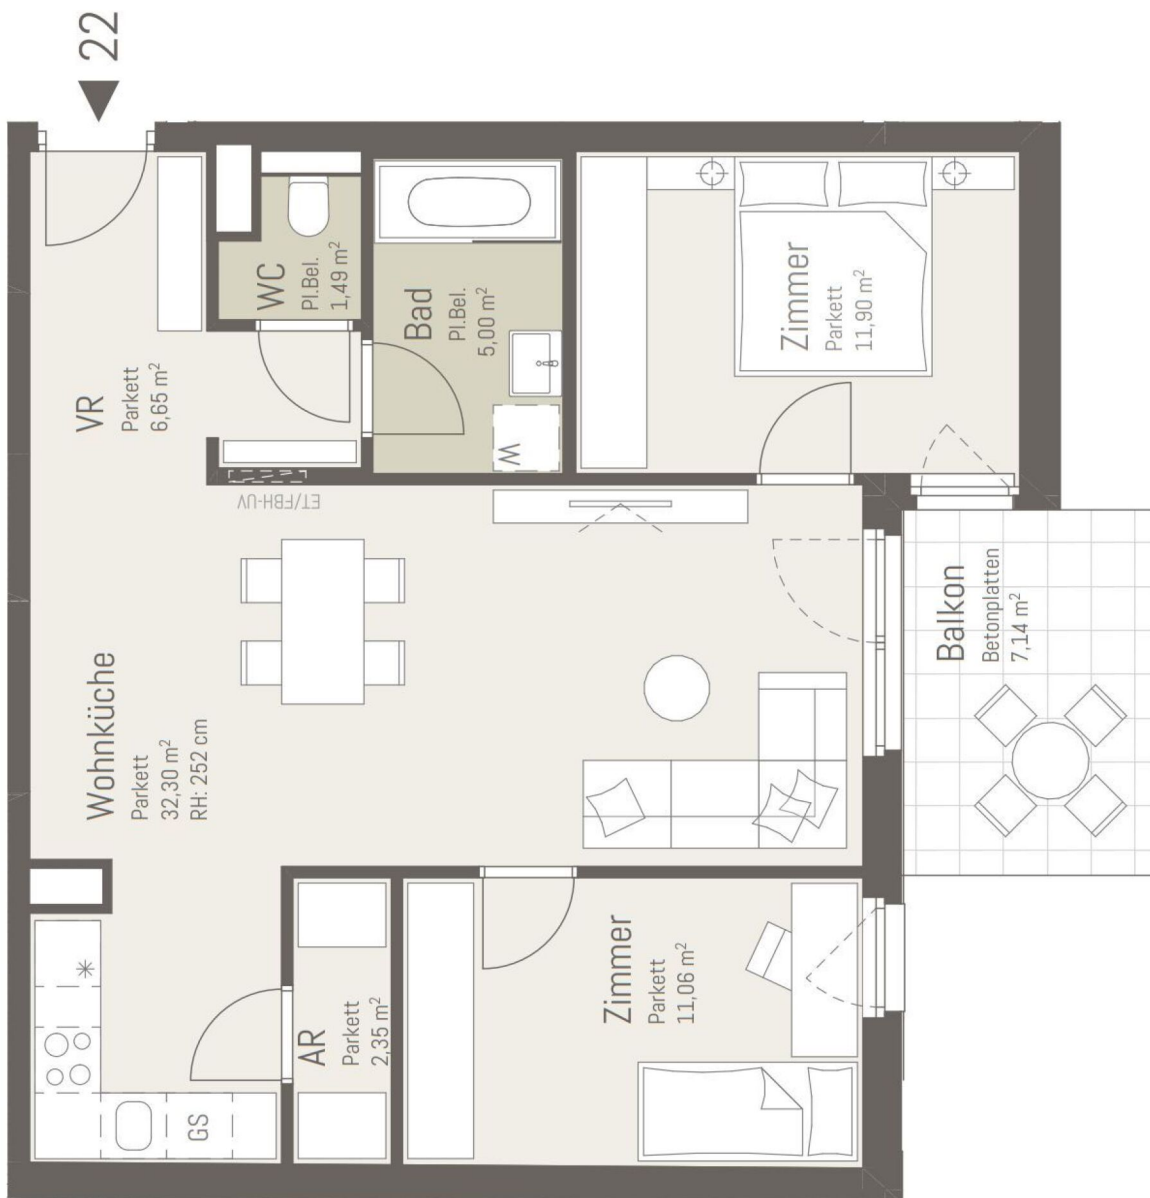 22
VR
Parkett
6,65 m²
WC
Pl.Bel.
1,49 m²
Bad
Pl.Bel.
5,00 m²
W
Zimmer
Parkett
11,90 m²
ET/FBH-UV
Wohnküche
Parkett
32,30 m²
RH: 252 cm
Balkon
Betonplatten
7,14 m²
GS
AR
Parkett
2,35 m²
Zimmer
Parkett
11,06 m²